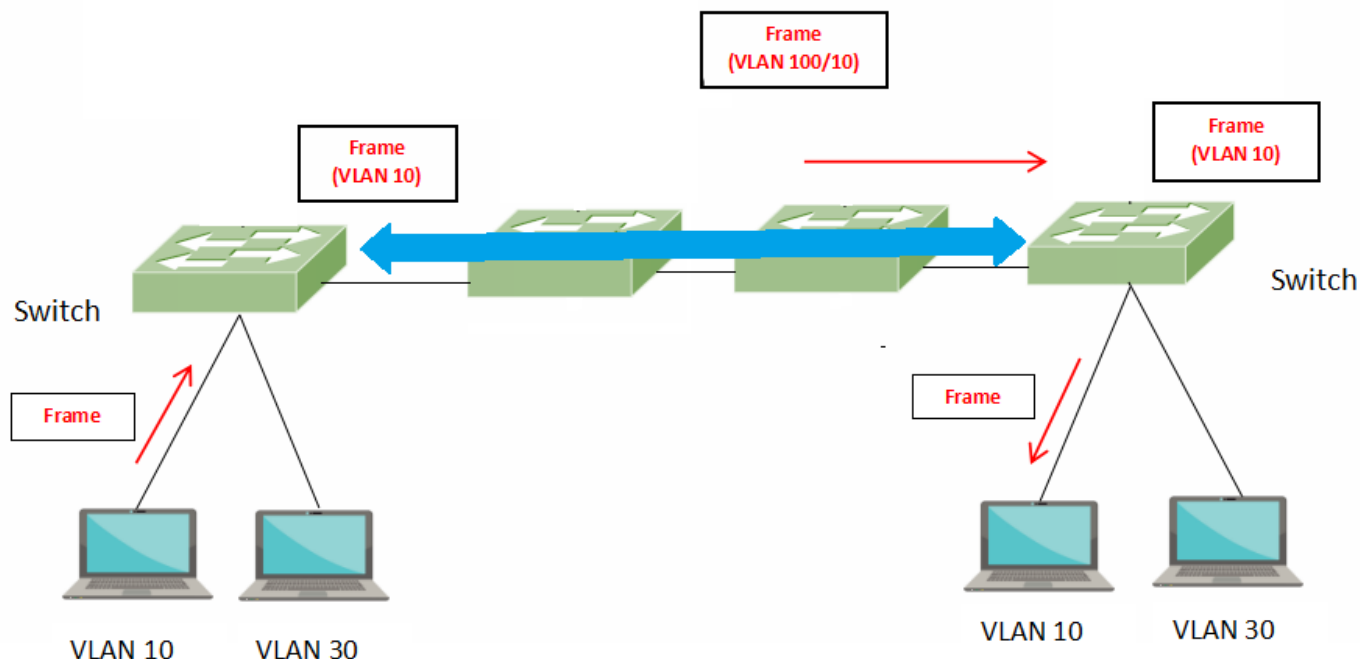 Frame
(VLAN 100/10)
Frame
(VLAN 10)
Frame
(VLAN 10)
Switch
Switch
Frame
Frame
VLAN 10
VLAN 30
VLAN 10
VLAN 30